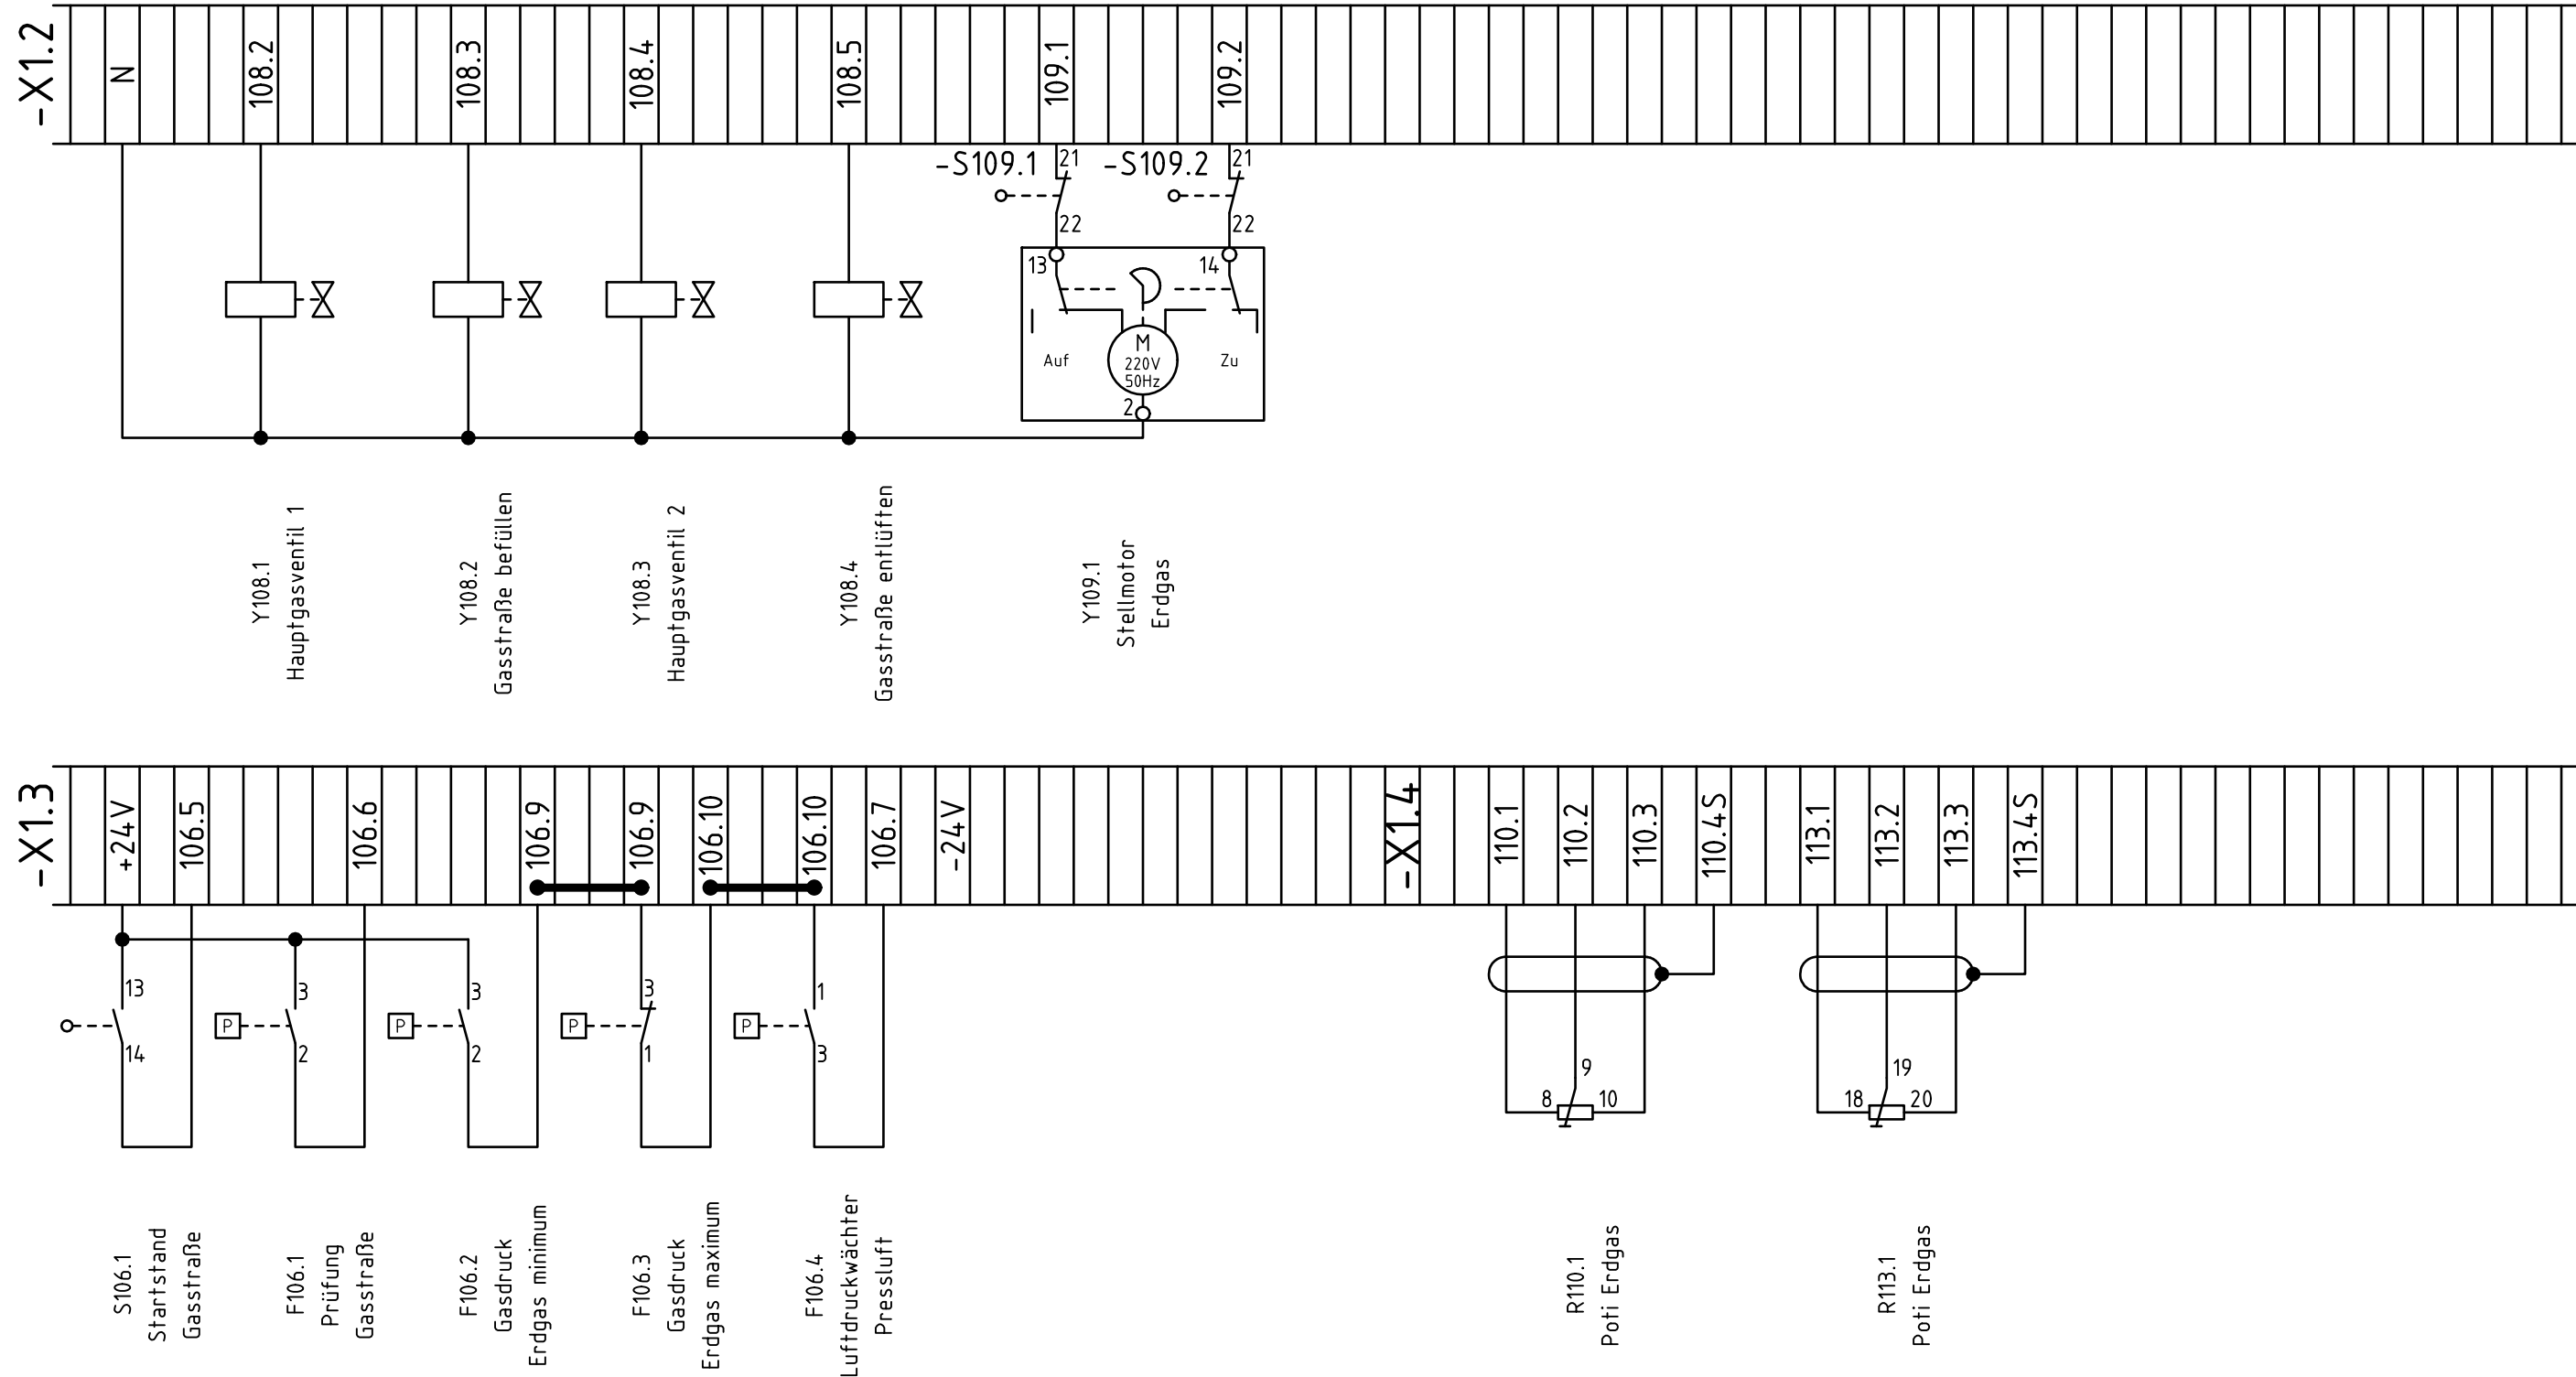 -X1.2
N
108.2
108.3
108.4
108.5
109.1
109.2
-S109.1
21
22
-S109.2
21
22
13
14
Auf
M
220V
50Hz
Zu
2
Y108.1
Hauptgasventil 1
Y108.2
Gasstraße befüllen
Y108.3
Hauptgasventil 2
Y108.4
Gasstraße entlüften
Y109.1
Stellmotor
Erdgas
-X1.3
+24V
106.5
106.6
106.9
106.9
106.10
106.10
106.7
-24V
-X1.4
110.1
110.2
110.3
110.4S
113.1
113.2
113.3
113.4S
13
14
P
3
2
P
3
2
P
3
1
P
1
3
8
9
10
18
19
20
S106.1
Startstand
Gasstraße
F106.1
Prüfung
Gasstraße
F106.2
Gasdruck
Erdgas minimum
F106.3
Gasdruck
Erdgas maximum
F106.4
Luftdruckwächter
Pressluft
R110.1
Poti Erdgas
R113.1
Poti Erdgas